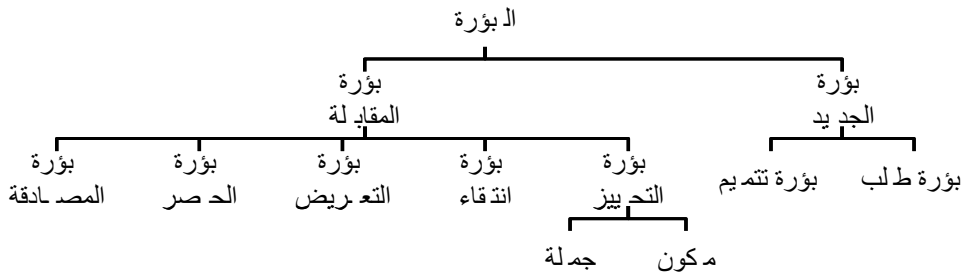 البؤرة
بؤرة
الجديد
بؤرة
المقابلة
بؤرة طلب
بؤرة تتميم
بؤرة
التحييز
بؤرة
انتقاء
بؤرة
التعريض
بؤرة
الحصر
بؤرة
المصادقة
مكون
جملة